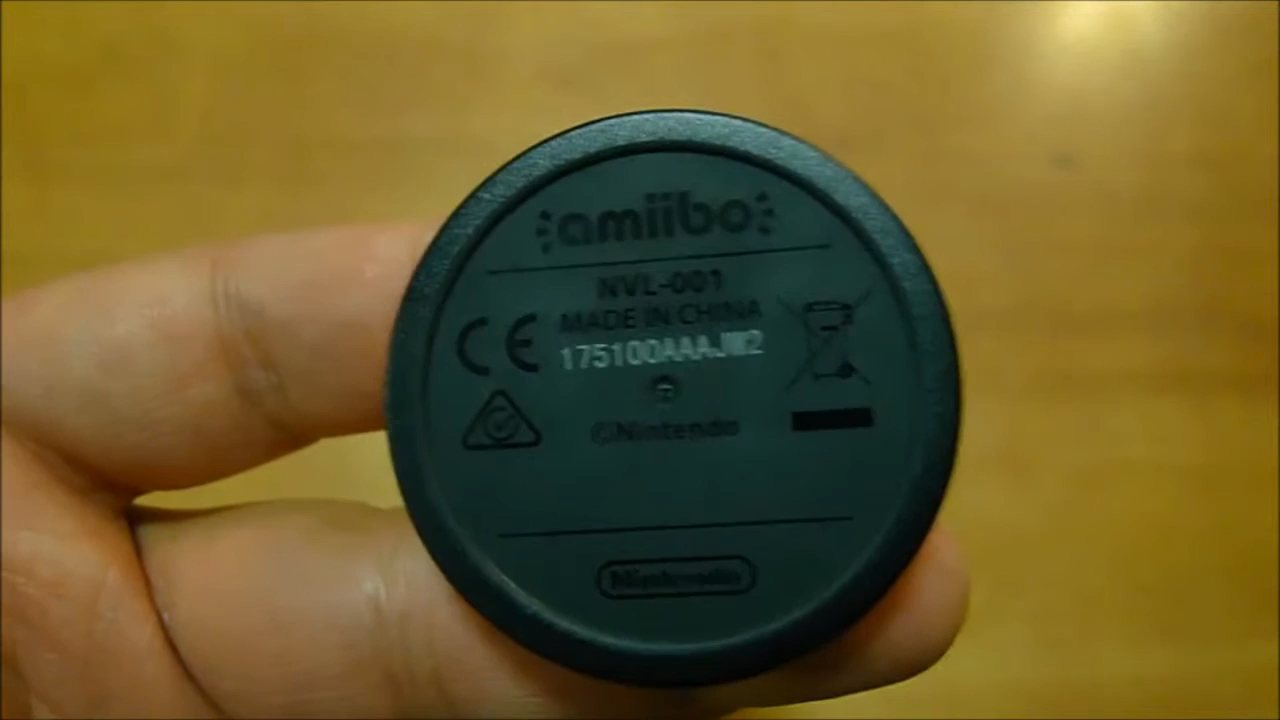 amiibo
NVL-001
MADE IN CHINA
CE
©Nintendo
Nintendo